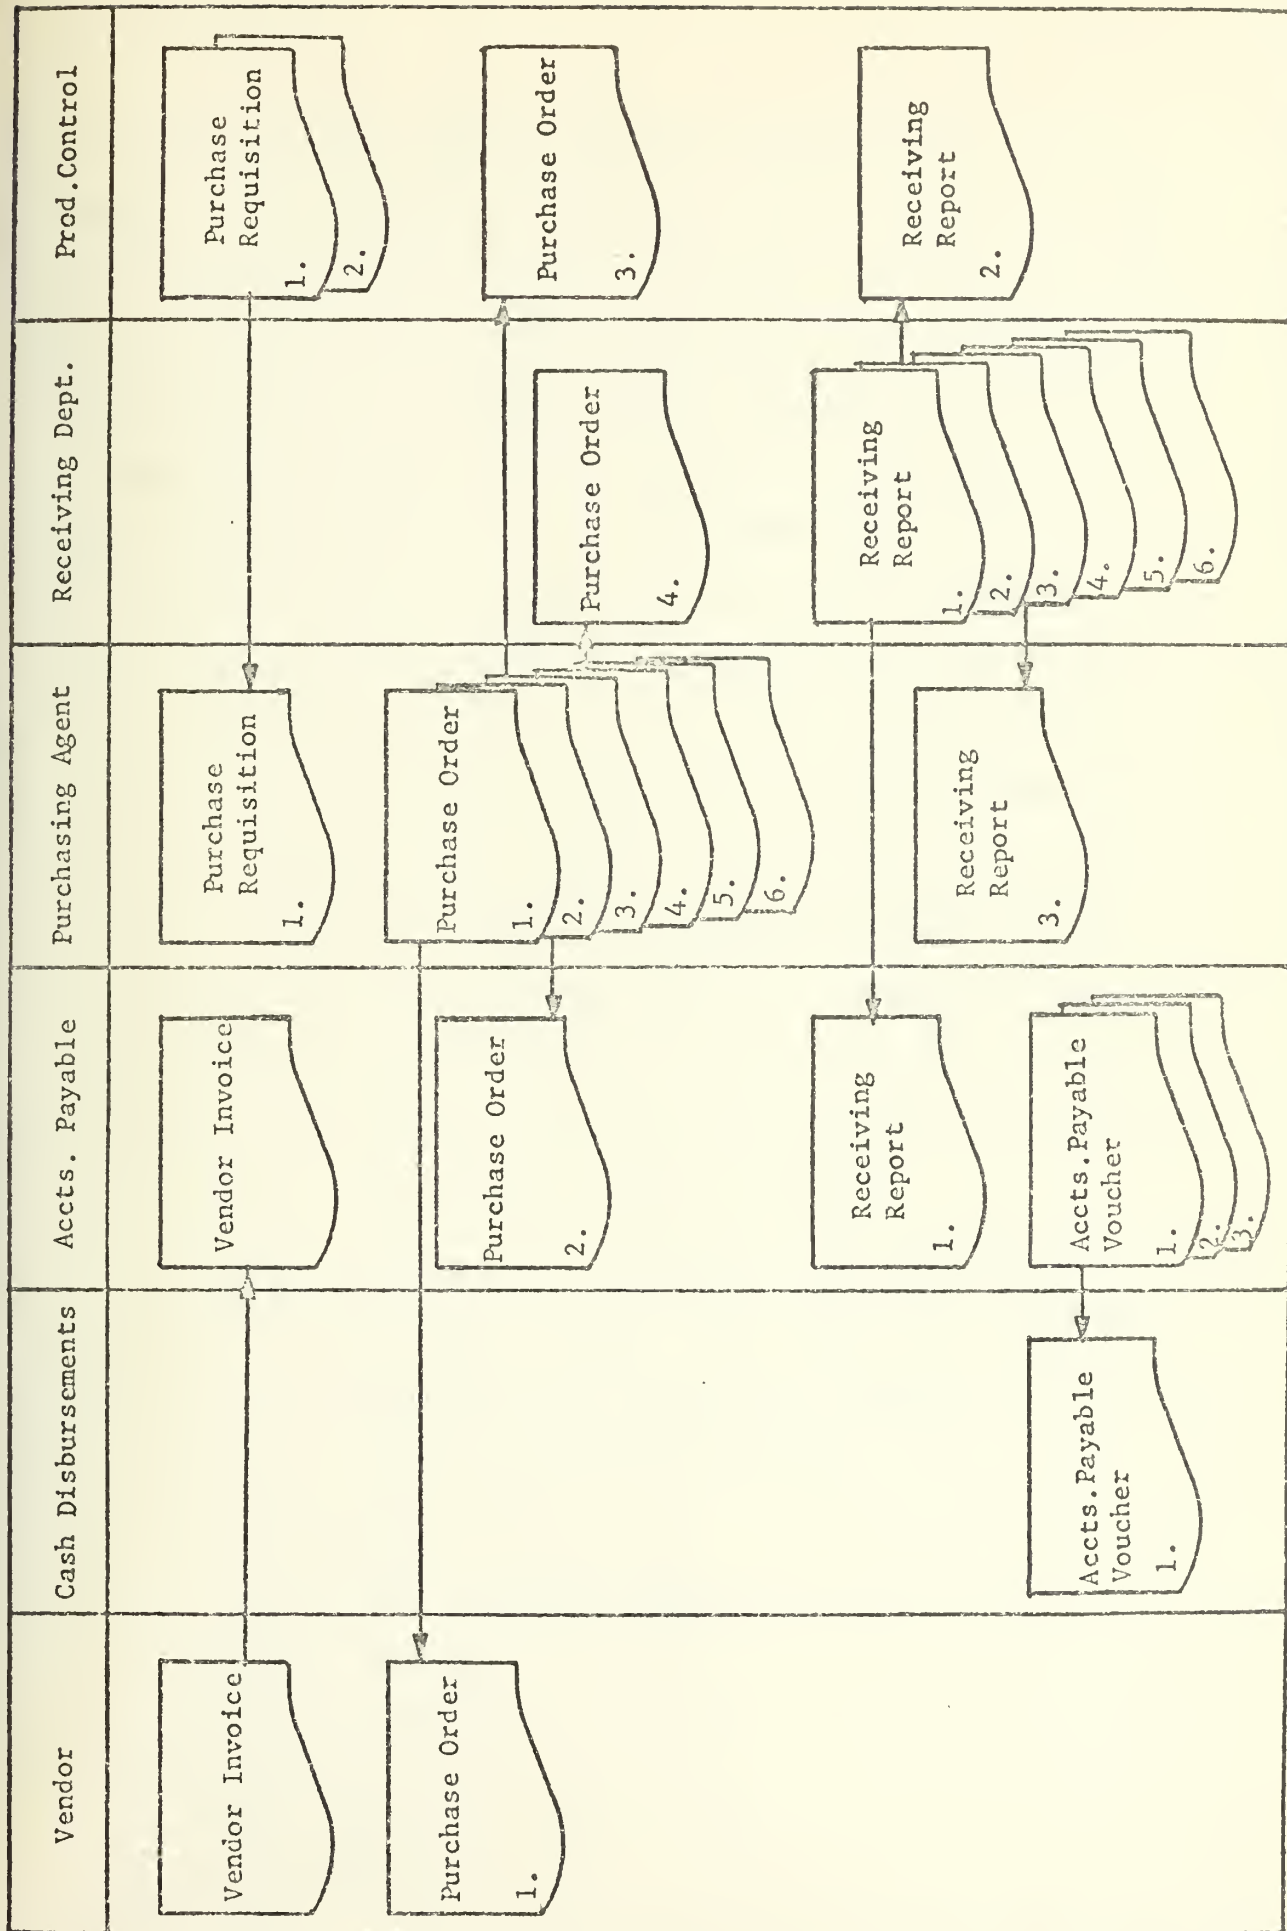 Vendor
Cash Disbursements
Accts. Payable
Purchasing Agent
Receiving Dept.
Prod.Control
Vendor Invoice
Vendor Invoice
Purchase
Requisition
1.
Purchase
Requisition
1.
2.
Purchase Order
1.
Purchase Order
2.
Purchase Order
1.
2.
3.
4.
5.
6.
Purchase Order
4.
Purchase Order
3.
Receiving
Report
1.
Receiving
Report
3.
Receiving
Report
1.
2.
3.
4.
5.
6.
Receiving
Report
2.
Accts.Payable
Voucher
1.
Accts.Payable
Voucher
1.
2.
3.